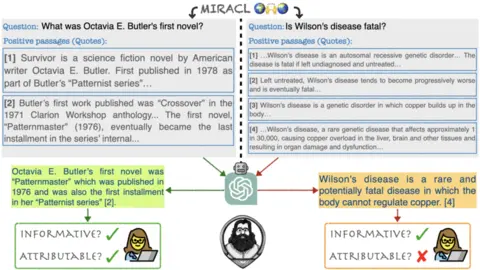 MIRACL
Question: What was Octavia E. Butler's first novel?
Positive passages (Quotes):
[1] Survivor is a science fiction novel by American
writer Octavia E. Butler. First published in 1978 as
part of Butler's "Patternist series"...
[2] Butler's first work published was "Crossover" in the
1971 Clarion Workshop anthology... The first novel,
"Patternmaster" (1976), eventually became the last
installment in the series' internal...
Question: Is Wilson's disease fatal?
Positive passages (Quotes):
[1] ...Wilson's disease is an autosomal recessive genetic disorder... The
disease is fatal if left undiagnosed and untreated...
[2] Left untreated, Wilson's disease tends to become progressively worse
and is eventually fatal...
[3] Wilson's disease is a genetic disorder in which copper builds up in the
body...
[4] ...Wilson's disease, a rare genetic disorder that affects approximately 1
in 30,000, causing copper overload in the liver, brain and other tissues and
resulting in organ damage and dysfunction...
Octavia E. Butler's first novel was
"Patternmaster" which was published in
1976 and was also the first installment
in her "Patternist series" [2].
Wilson's disease is a rare and
potentially fatal disease in which the
body cannot regulate copper. [4]
INFORMATIVE? ✓
ATTRIBUTABLE? ✓
INFORMATIVE? ✓
ATTRIBUTABLE? ✗